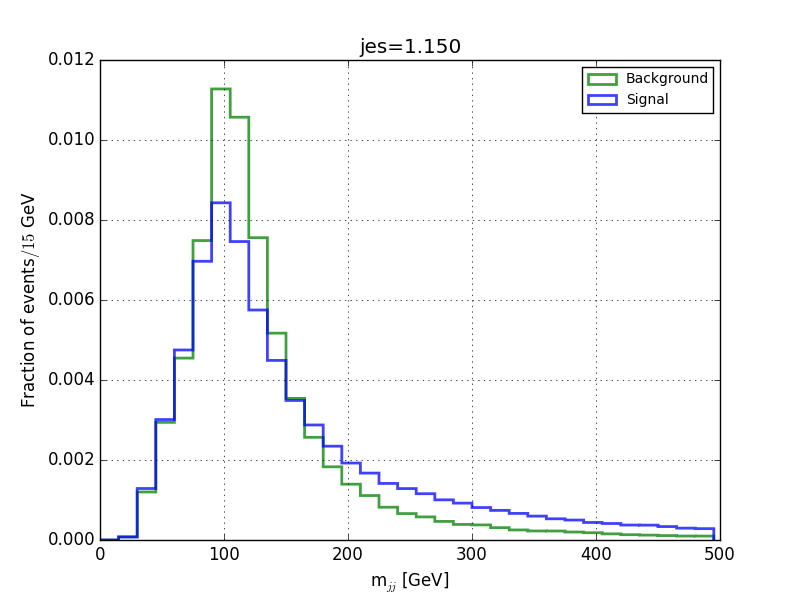 jes=1.150
Background
Signal
0.012
0.010
0.008
0.006
0.004
0.002
0.000
Fraction of events/15 GeV
0 100 200 300 400 500
m_jj [GeV]